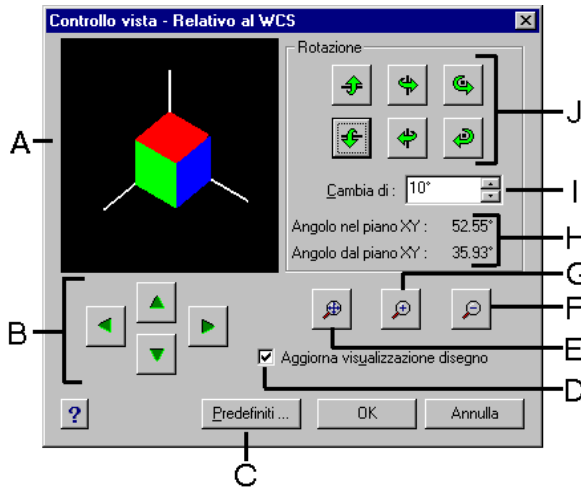 Controllo vista - Relativo al WCS
Rotazione
A
J
Cambia di : 10°
I
Angolo nel piano XY : 52.55°
Angolo dal piano XY : 35.93°
H
G
B
F
E
Aggiorna visualizzazione disegno
D
?
Predefiniti ...
OK
Annulla
C